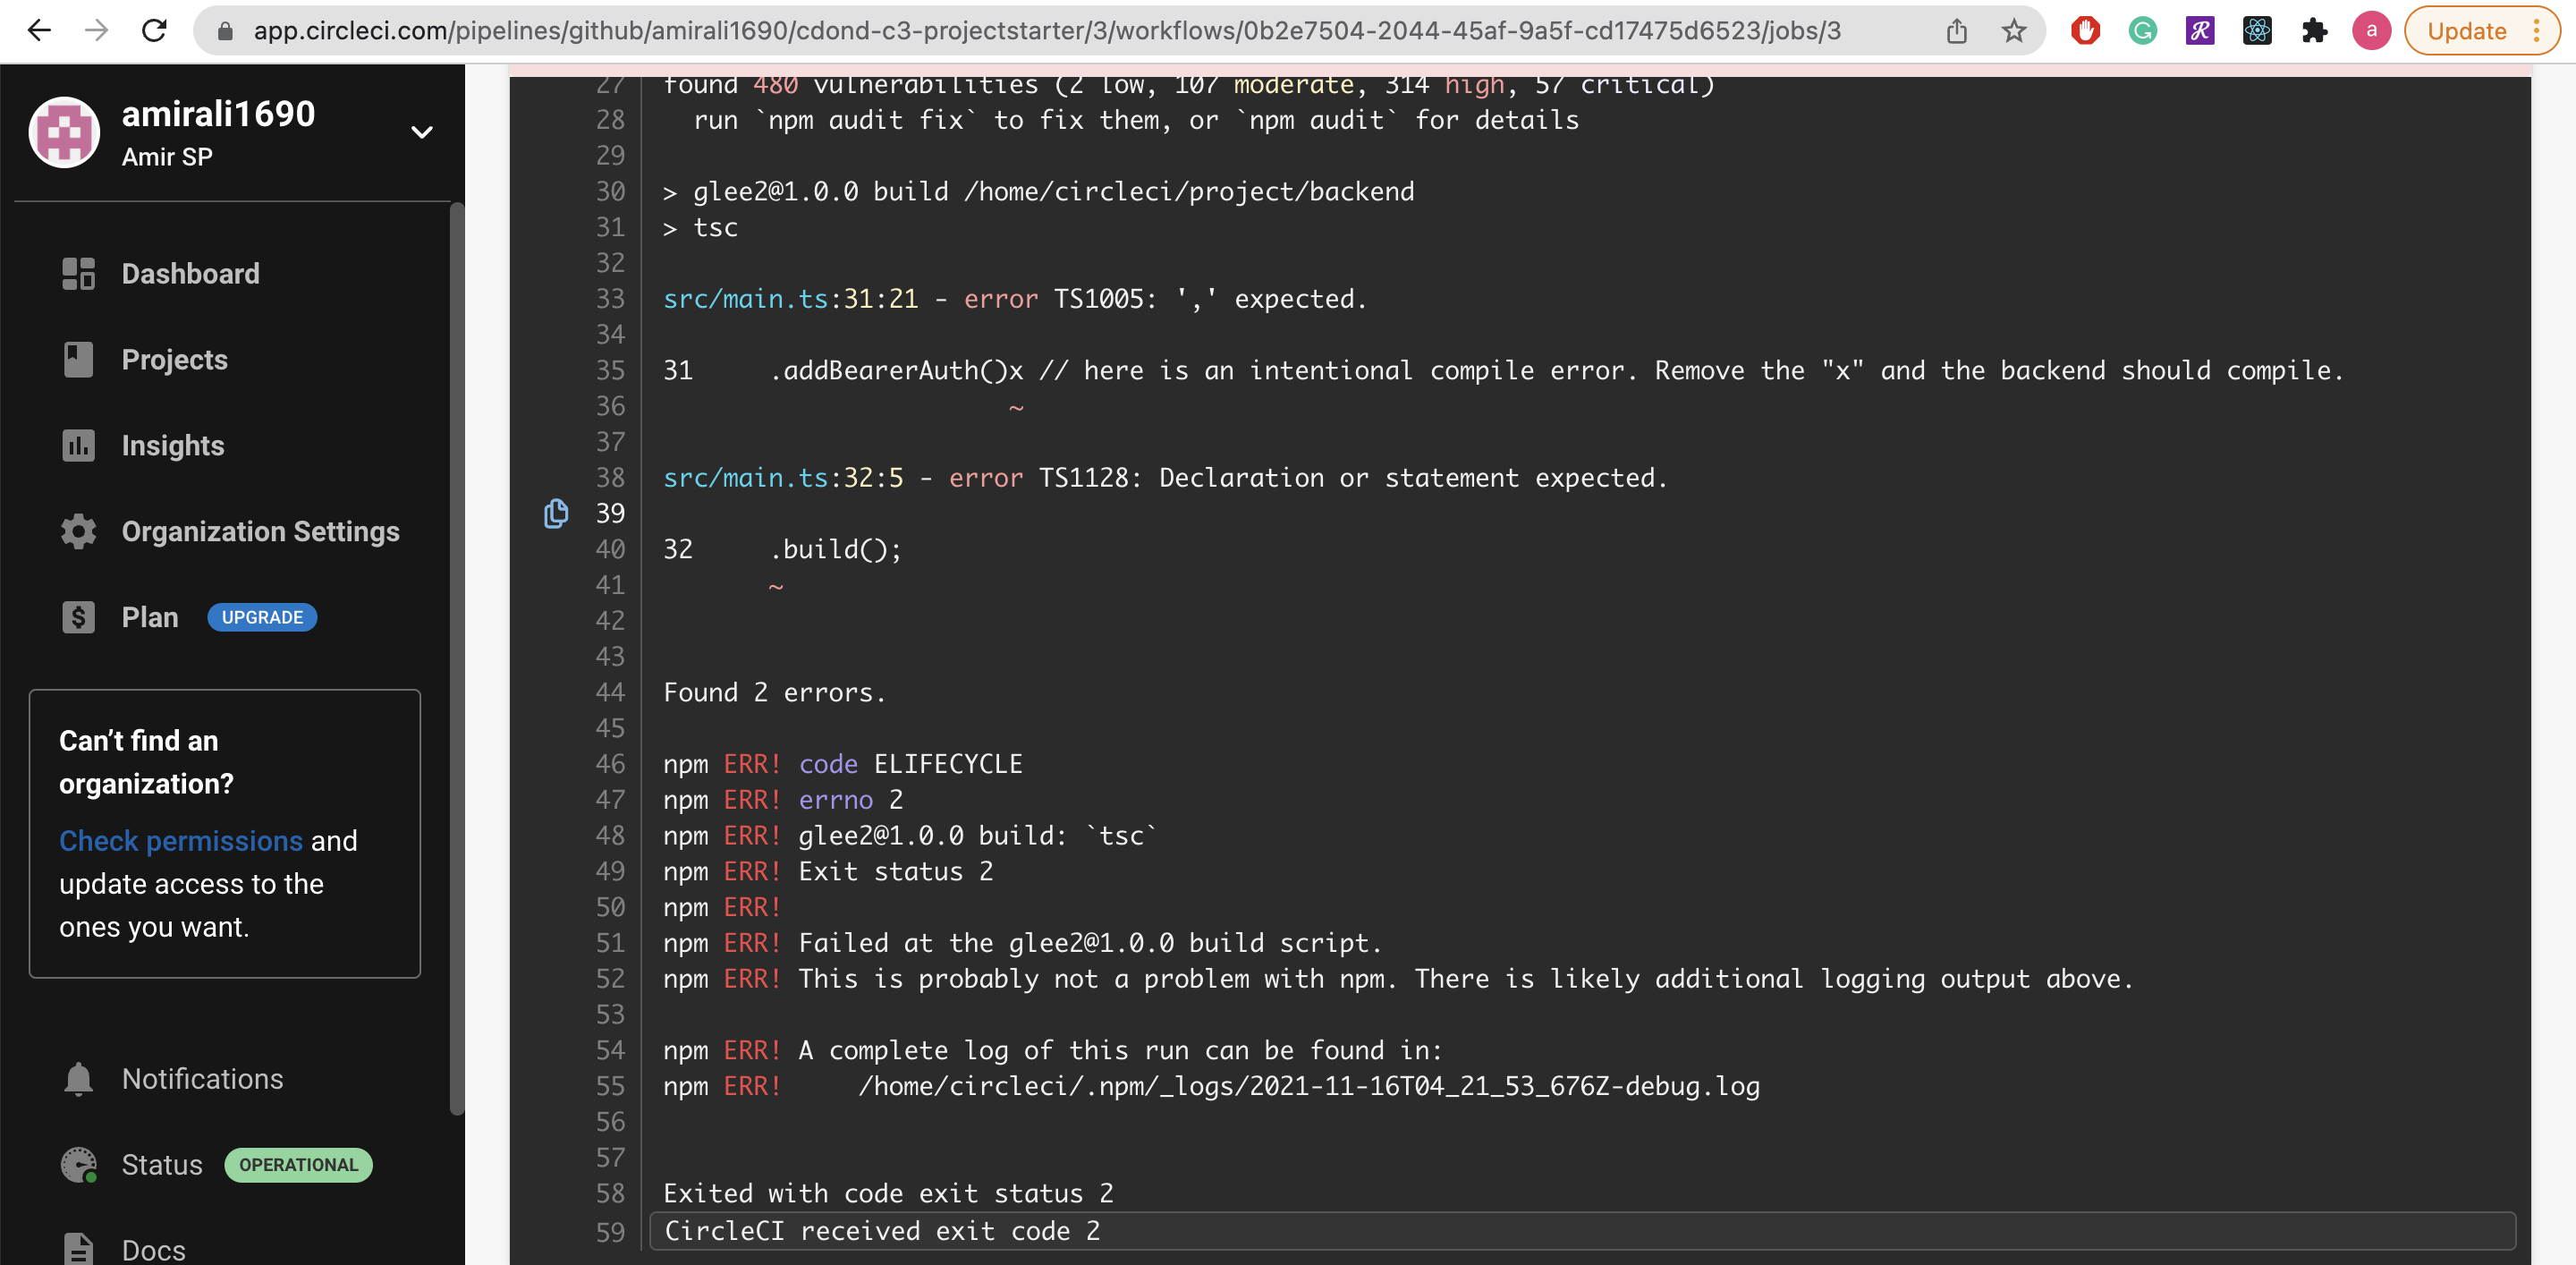 app.circleci.com/pipelines/github/amirali1690/cdond-c3-projectstarter/3/workflows/0b2e7504-2044-45af-9a5f-cd17475d6523/jobs/3
a
Update
amirali1690
Amir SP
Dashboard
Projects
Insights
Organization Settings
Plan UPGRADE
Can’t find an
organization?
Check permissions and
update access to the
ones you want.
Notifications
Status OPERATIONAL
Docs
27 found 480 vulnerabilities (2 low, 107 moderate, 314 high, 57 critical)
28   run `npm audit fix` to fix them, or `npm audit` for details
29
30 > glee2@1.0.0 build /home/circleci/project/backend
31 > tsc
32
33 src/main.ts:31:21 - error TS1005: ',' expected.
34
35 31     .addBearerAuth()x // here is an intentional compile error. Remove the "x" and the backend should compile.
36                        ~
37
38 src/main.ts:32:5 - error TS1128: Declaration or statement expected.
39
40 32     .build();
41        ~
42
43
44 Found 2 errors.
45
46 npm ERR! code ELIFECYCLE
47 npm ERR! errno 2
48 npm ERR! glee2@1.0.0 build: `tsc`
49 npm ERR! Exit status 2
50 npm ERR!
51 npm ERR! Failed at the glee2@1.0.0 build script.
52 npm ERR! This is probably not a problem with npm. There is likely additional logging output above.
53
54 npm ERR! A complete log of this run can be found in:
55 npm ERR!     /home/circleci/.npm/_logs/2021-11-16T04_21_53_676Z-debug.log
56
57
58 Exited with code exit status 2
59 CircleCI received exit code 2